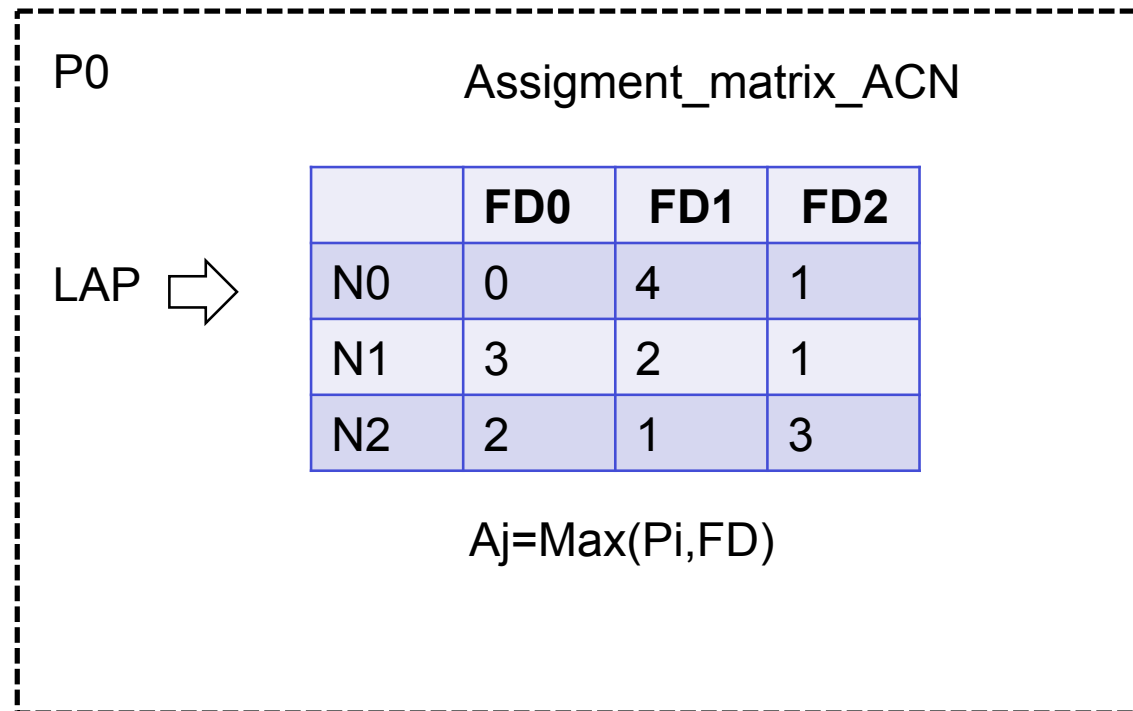 P0
Assigment_matrix_ACN
FD0 FD1 FD2
LAP
N0 0 4 1
N1 3 2 1
N2 2 1 3
Aj=Max(Pi,FD)